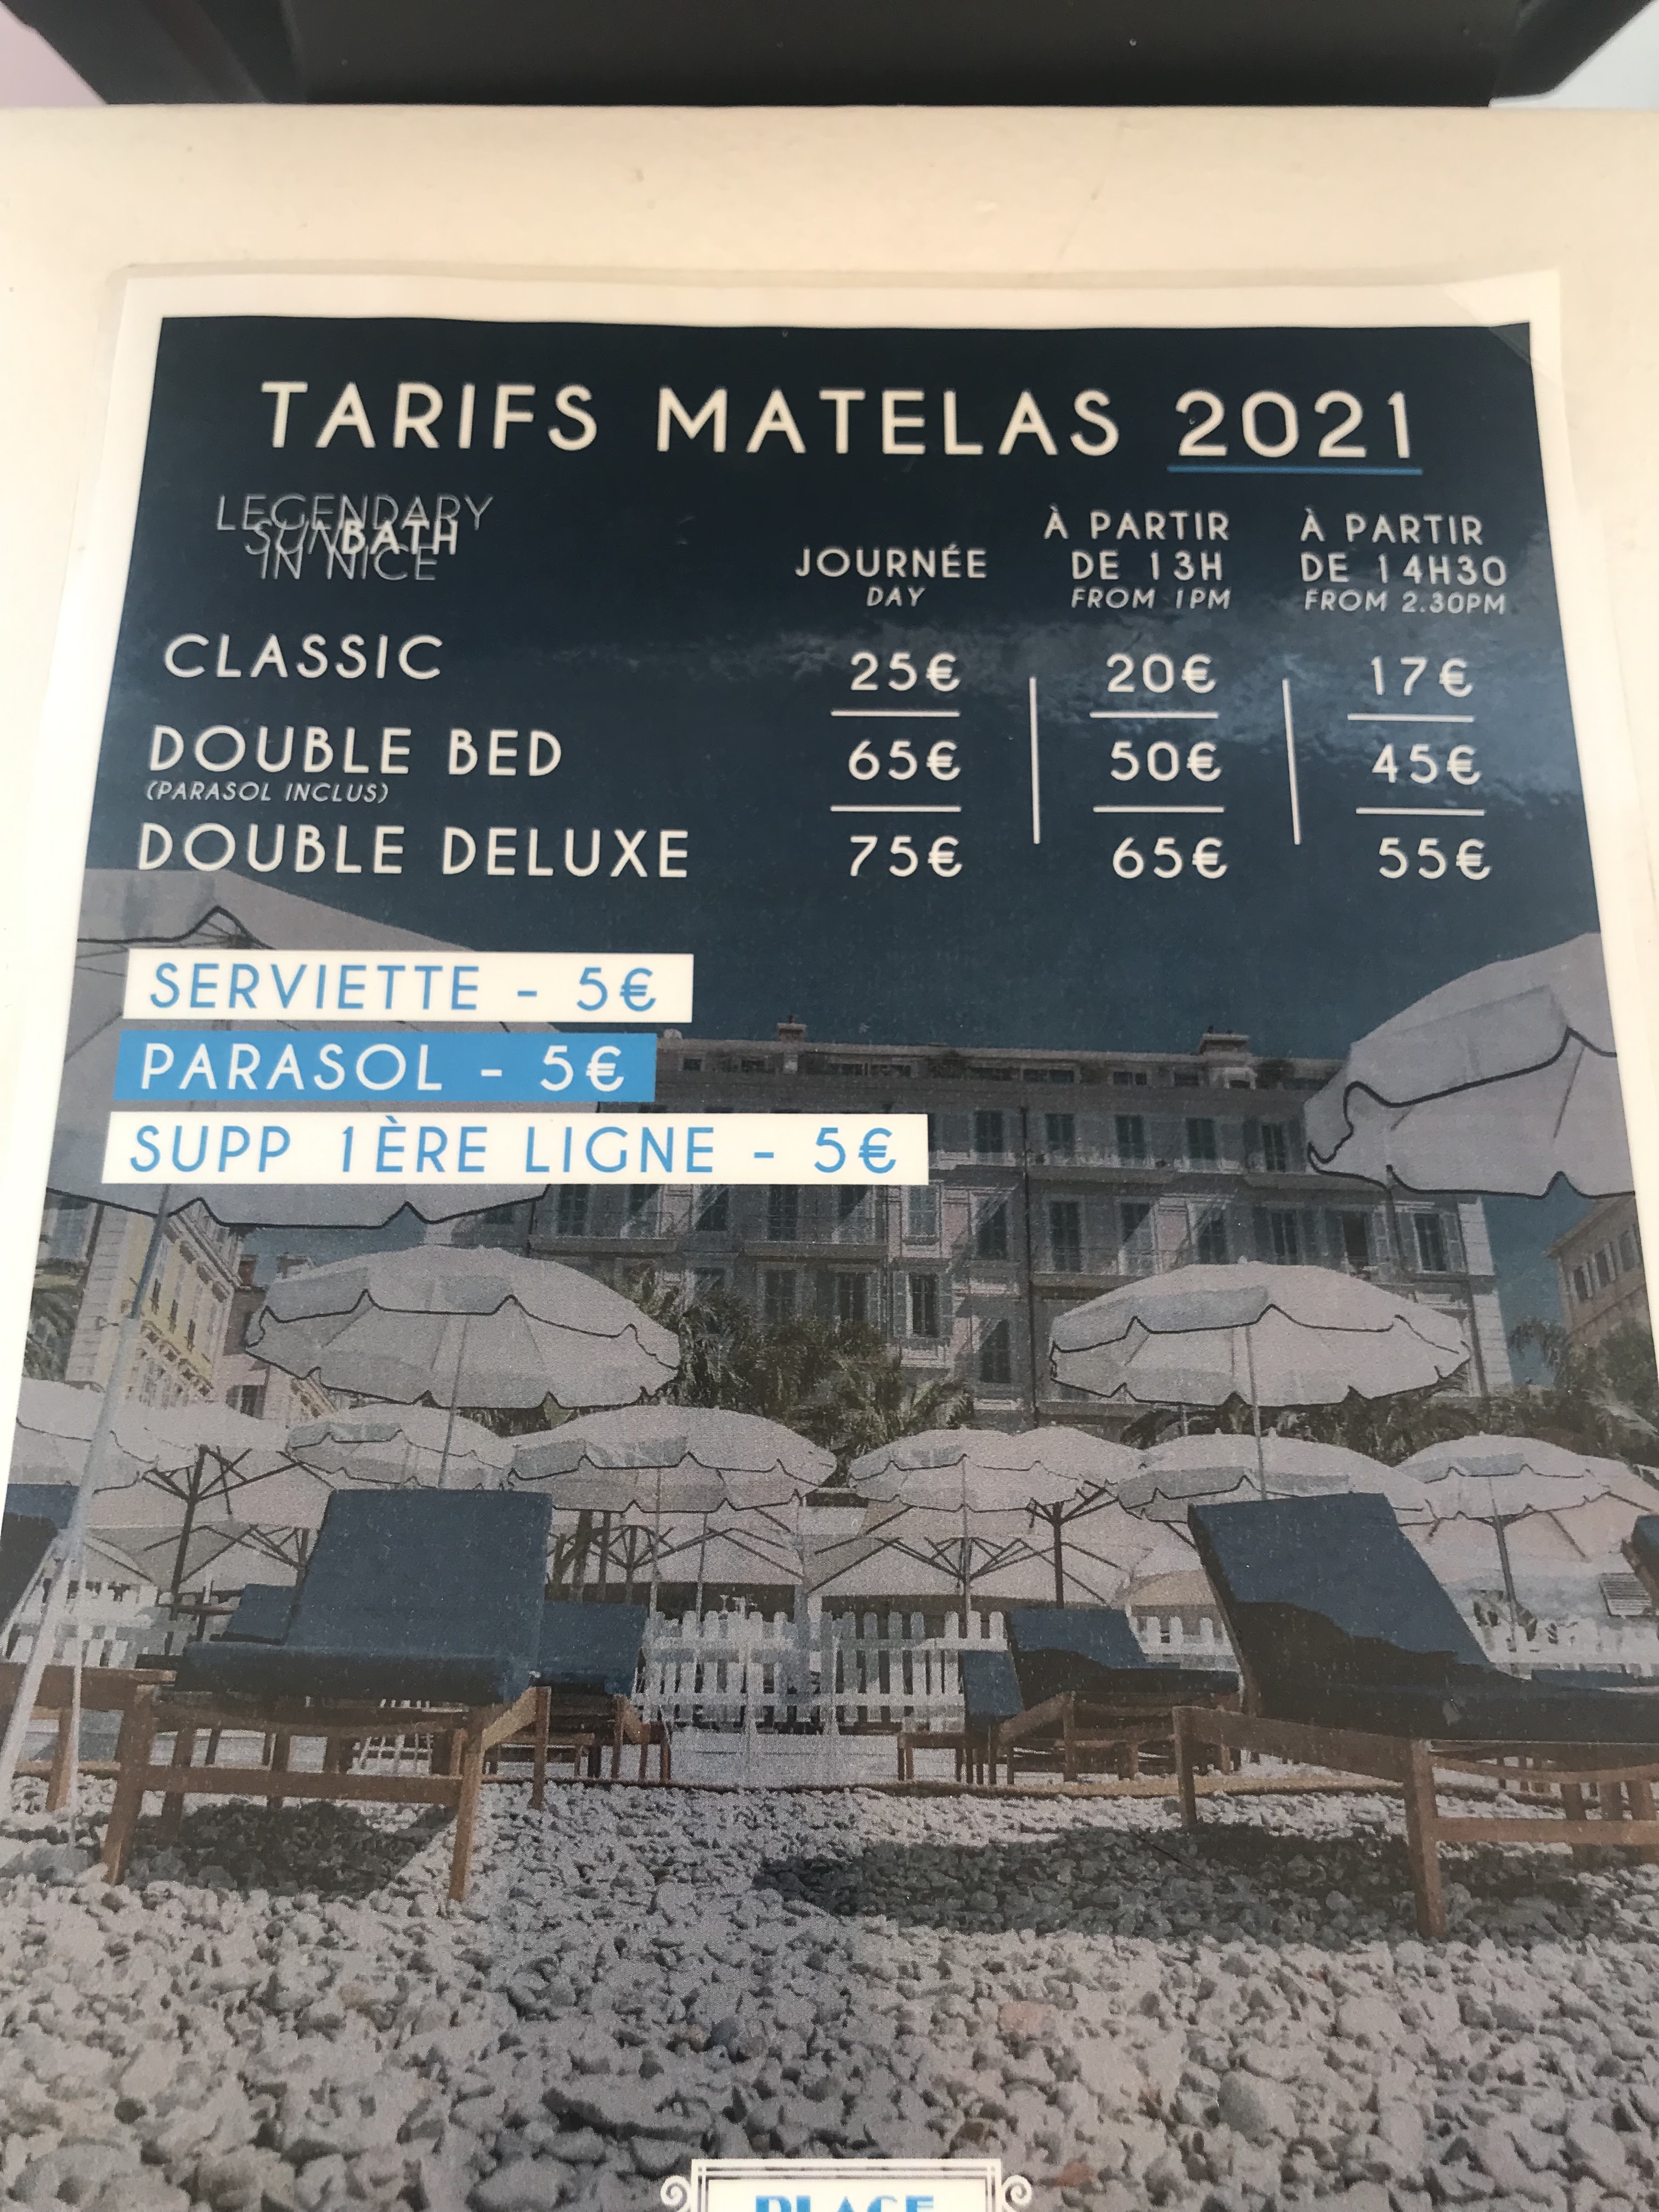 TARIFS MATELAS 2021
LEGENDARY
SUNBATH
IN NICE
JOURNÉE
DAY
À PARTIR
DE 13H
FROM 1PM
À PARTIR
DE 14H30
FROM 2.30PM
CLASSIC 25€ 20€ 17€
DOUBLE BED 65€ 50€ 45€
(PARASOL INCLUS)
DOUBLE DELUXE 75€ 65€ 55€
SERVIETTE - 5€
PARASOL - 5€
SUPP 1ÈRE LIGNE - 5€